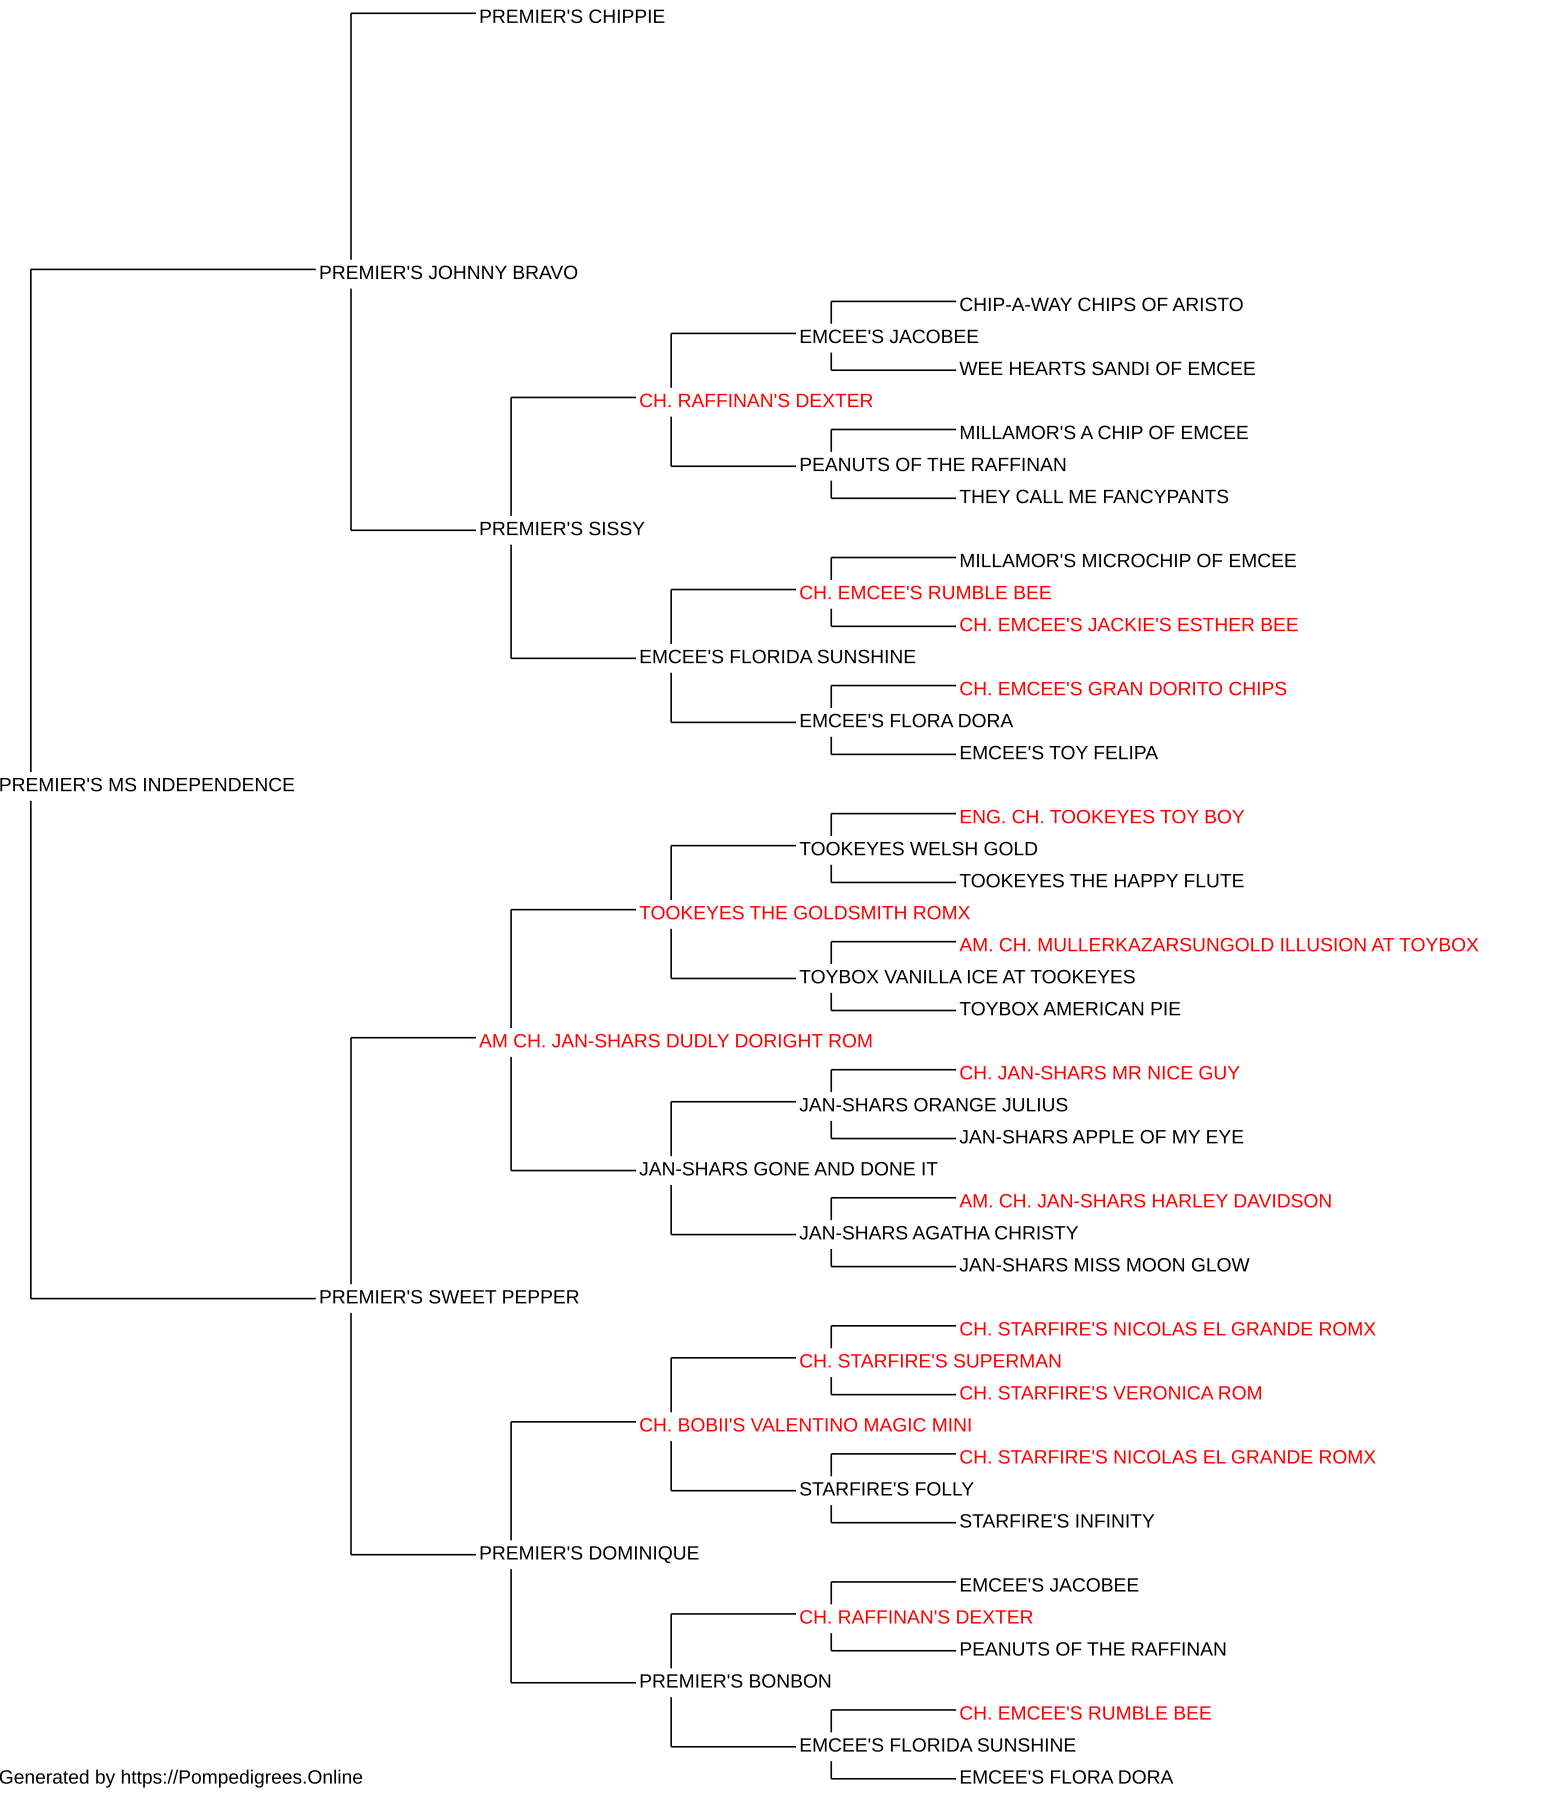 PREMIER'S CHIPPIE
PREMIER'S JOHNNY BRAVO
CHIP-A-WAY CHIPS OF ARISTO
EMCEE'S JACOBEE
WEE HEARTS SANDI OF EMCEE
CH. RAFFINAN'S DEXTER
MILLAMOR'S A CHIP OF EMCEE
PEANUTS OF THE RAFFINAN
THEY CALL ME FANCYPANTS
PREMIER'S SISSY
MILLAMOR'S MICROCHIP OF EMCEE
CH. EMCEE'S RUMBLE BEE
CH. EMCEE'S JACKIE'S ESTHER BEE
EMCEE'S FLORIDA SUNSHINE
CH. EMCEE'S GRAN DORITO CHIPS
EMCEE'S FLORA DORA
EMCEE'S TOY FELIPA
PREMIER'S MS INDEPENDENCE
ENG. CH. TOOKEYES TOY BOY
TOOKEYES WELSH GOLD
TOOKEYES THE HAPPY FLUTE
TOOKEYES THE GOLDSMITH ROMX
AM. CH. MULLERKAZARSUNGOLD ILLUSION AT TOYBOX
TOYBOX VANILLA ICE AT TOOKEYES
TOYBOX AMERICAN PIE
AM CH. JAN-SHARS DUDLY DORIGHT ROM
CH. JAN-SHARS MR NICE GUY
JAN-SHARS ORANGE JULIUS
JAN-SHARS APPLE OF MY EYE
JAN-SHARS GONE AND DONE IT
AM. CH. JAN-SHARS HARLEY DAVIDSON
JAN-SHARS AGATHA CHRISTY
JAN-SHARS MISS MOON GLOW
PREMIER'S SWEET PEPPER
CH. STARFIRE'S NICOLAS EL GRANDE ROMX
CH. STARFIRE'S SUPERMAN
CH. STARFIRE'S VERONICA ROM
CH. BOBII'S VALENTINO MAGIC MINI
CH. STARFIRE'S NICOLAS EL GRANDE ROMX
STARFIRE'S FOLLY
STARFIRE'S INFINITY
PREMIER'S DOMINIQUE
EMCEE'S JACOBEE
CH. RAFFINAN'S DEXTER
PEANUTS OF THE RAFFINAN
PREMIER'S BONBON
CH. EMCEE'S RUMBLE BEE
EMCEE'S FLORIDA SUNSHINE
EMCEE'S FLORA DORA
Generated by https://Pompedigrees.Online